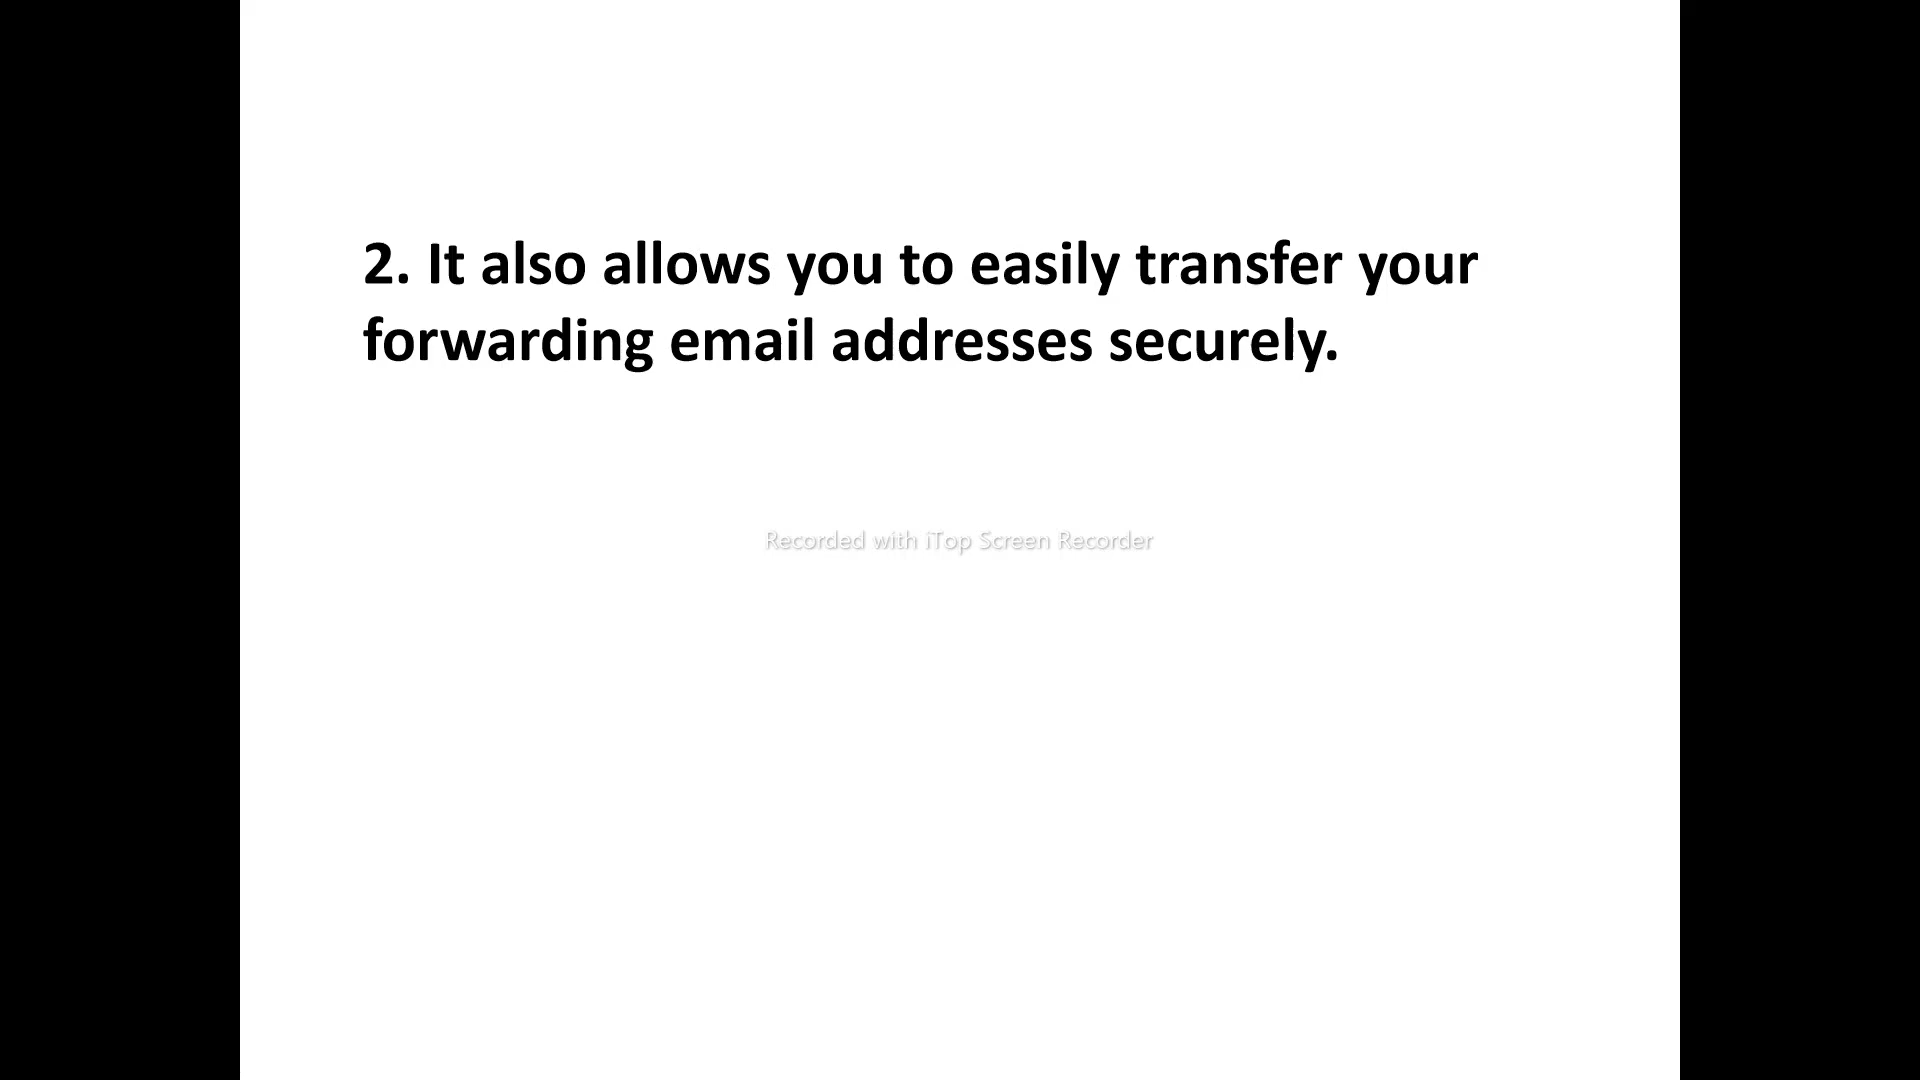 2. It also allows you to easily transfer your
forwarding email addresses securely.
Recorded with iTop Screen Recorder